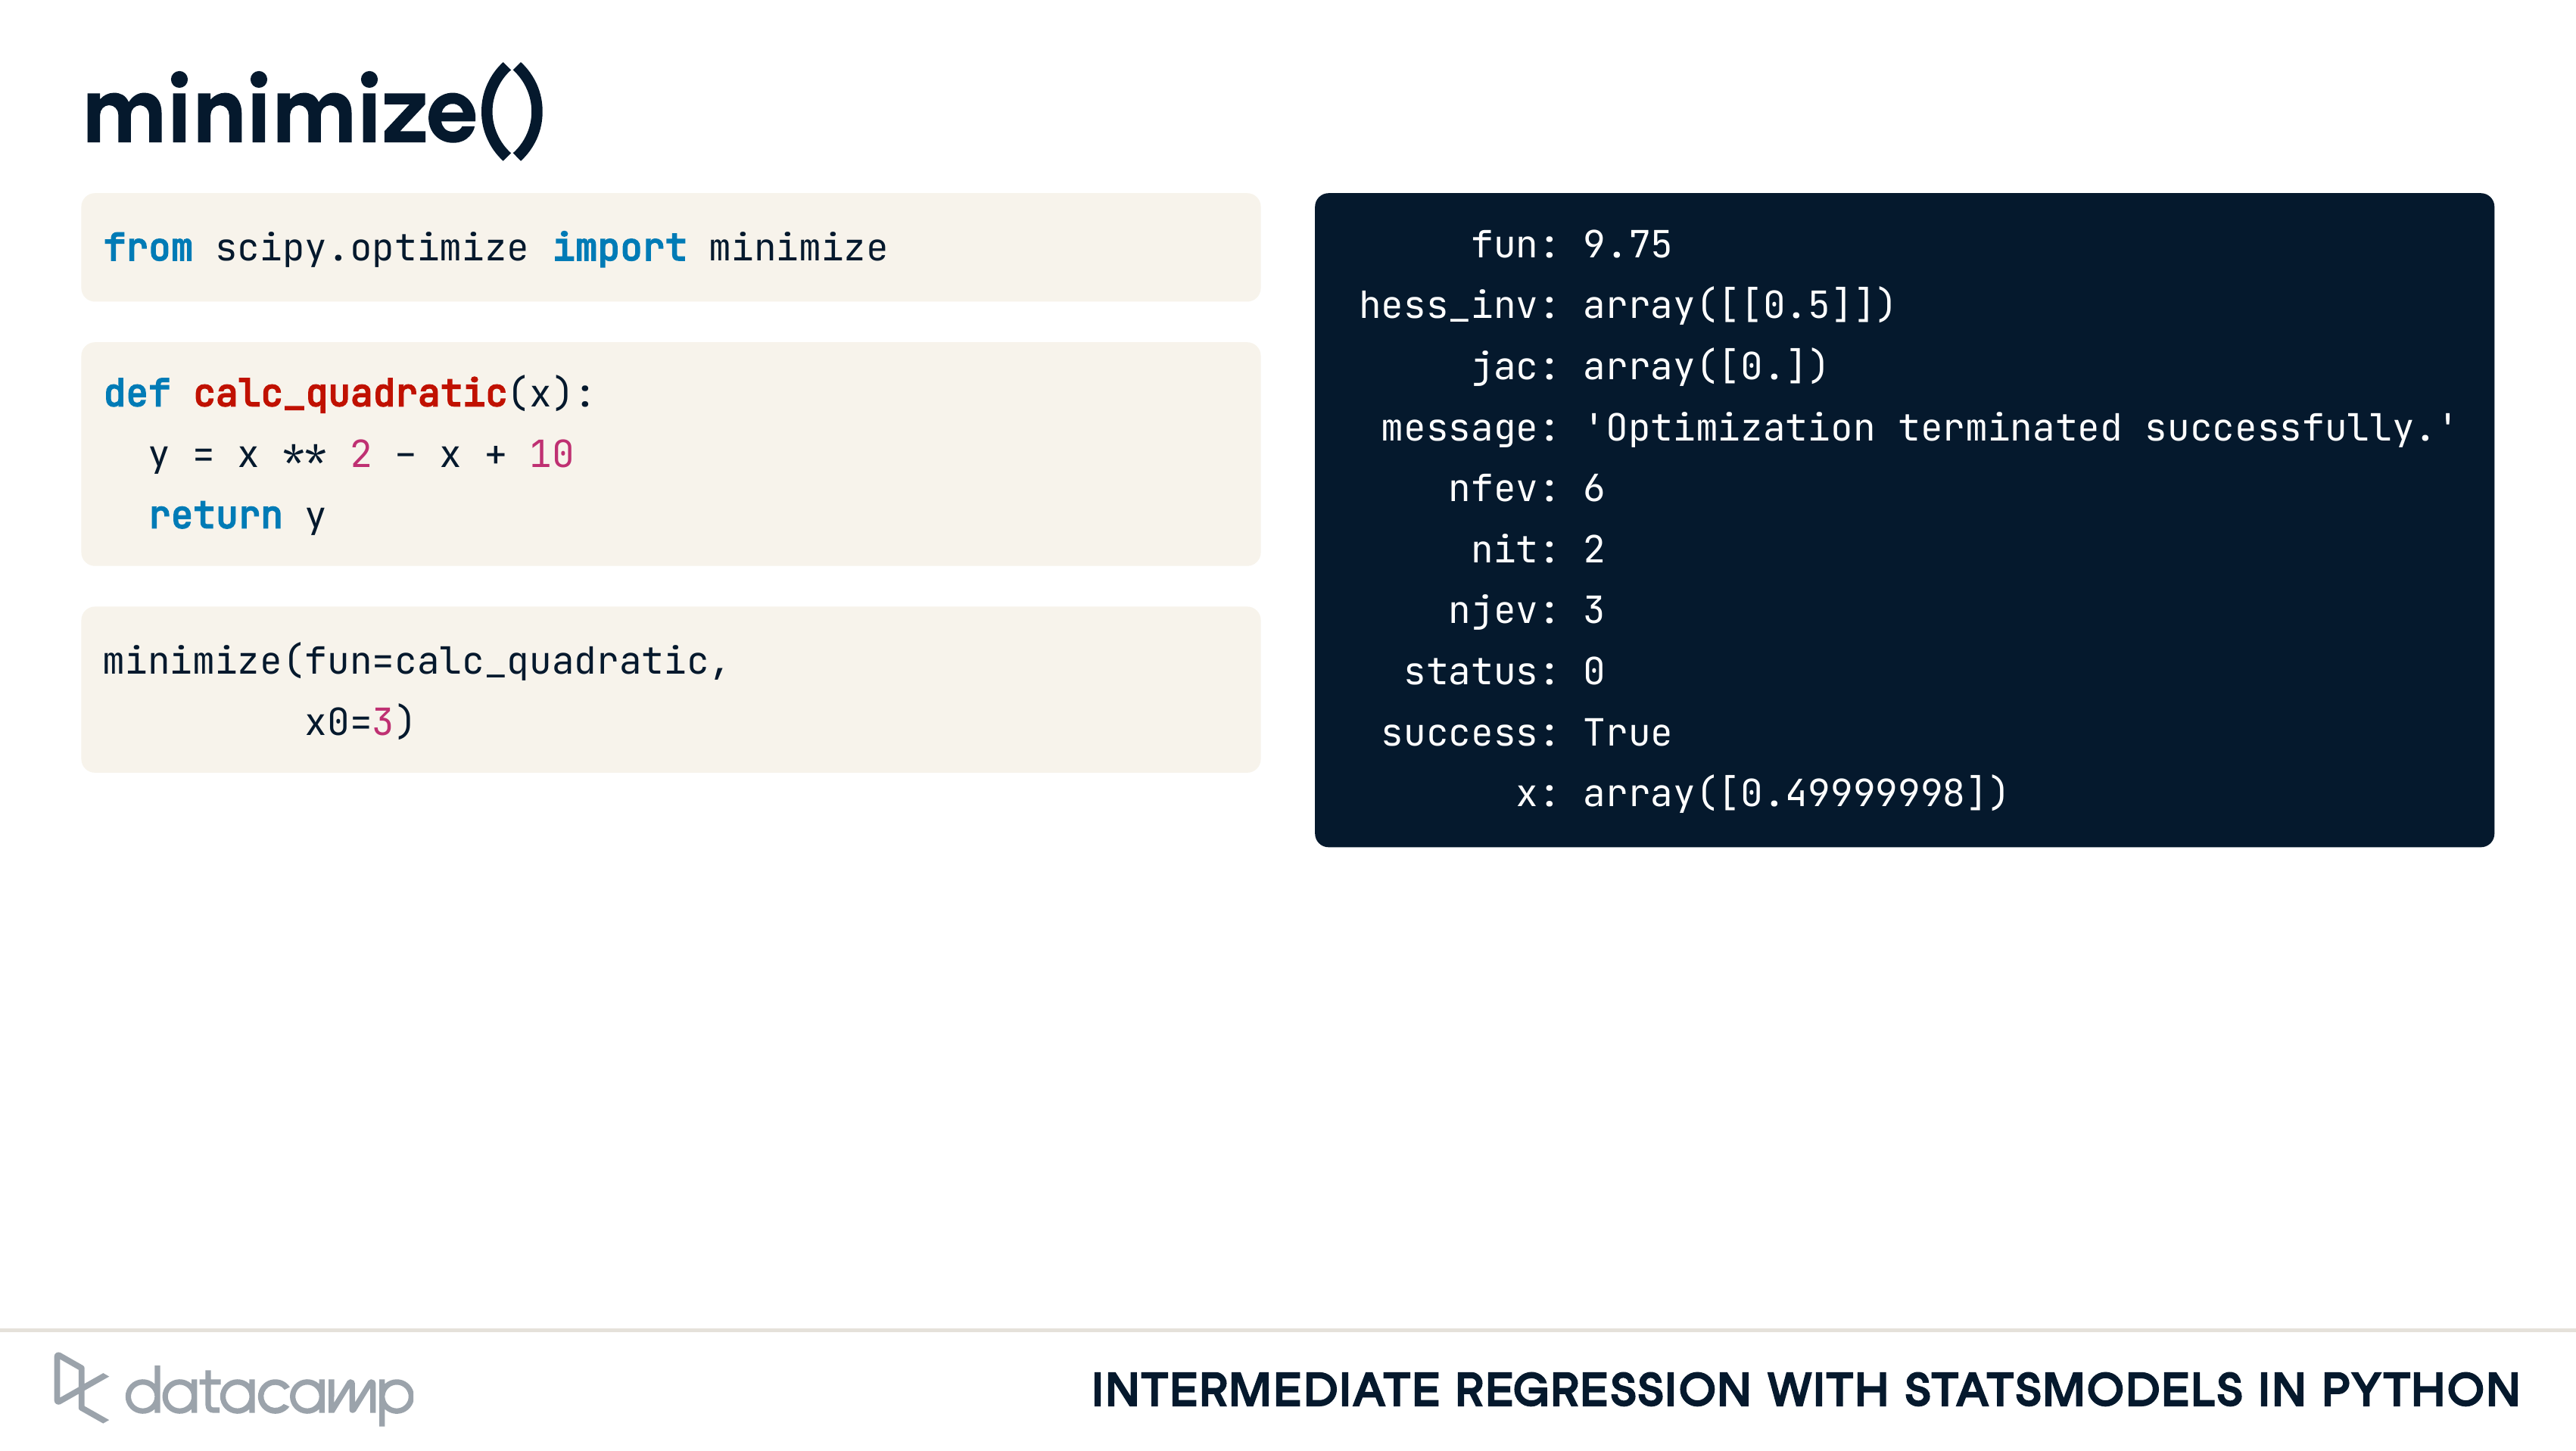 minimize()
from scipy.optimize import minimize
def calc_quadratic(x):
  y = x ** 2 - x + 10
  return y
minimize(fun=calc_quadratic,
         x0=3)
     fun: 9.75
hess_inv: array([[0.5]])
     jac: array([0.])
 message: 'Optimization terminated successfully.'
    nfev: 6
     nit: 2
    njev: 3
  status: 0
 success: True
       x: array([0.49999998])
datacamp
INTERMEDIATE REGRESSION WITH STATSMODELS IN PYTHON